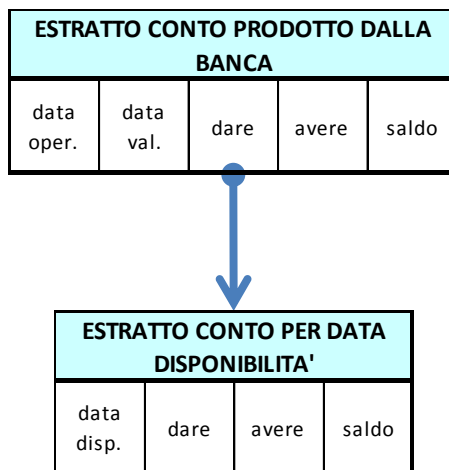 ESTRATTO CONTO PRODOTTO DALLA
BANCA
data oper.
data val.
dare
avere
saldo
ESTRATTO CONTO PER DATA
DISPONIBILITA'
data disp.
dare
avere
saldo